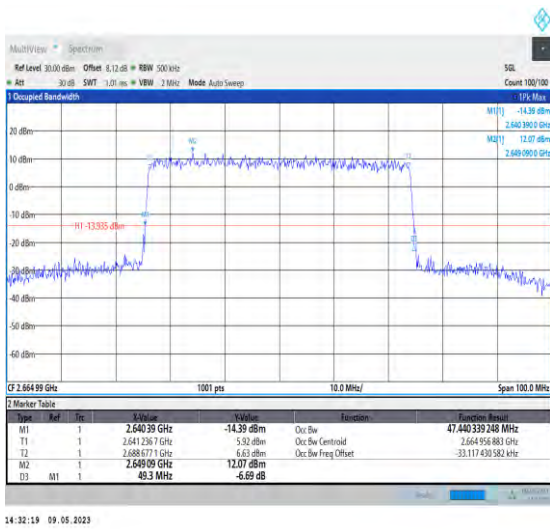 MultiView Spectrum
Ref Level 30.00 dBm Offset 8.12 dB RBW 500 kHz SGL
Att 30 dB SWT 1.01 ms VBW 2 MHz Mode Auto Sweep Count 100/100
1 Occupied Bandwidth 1Pk Max
M1[1] -14.39 dBm
2.640 390 0 GHz
M2[1] 12.07 dBm
2.649 090 0 GHz
20 dBm
M2
10 dBm
0 dBm
-10 dBm
H1 -13.935 dBm
-40 dBm
-50 dBm
-60 dBm
CF 2.664 99 GHz 1001 pts 10.0 MHz/ Span 100.0 MHz
2 Marker Table
Type Ref Trc X-Value Y-Value Function Function Result
M1 1 2.640 39 GHz -14.39 dBm Occ Bw 47.440 339 248 MHz
T1 1 2.641 236 7 GHz 5.92 dBm Occ Bw Centroid 2.664 956 883 GHz
T2 1 2.688 677 1 GHz 6.63 dBm Occ Bw Freq Offset -33.117 430 582 kHz
M2 1 2.649 09 GHz 12.07 dBm
D3 M1 1 49.3 MHz -6.69 dB
14:32:19 09.05.2023